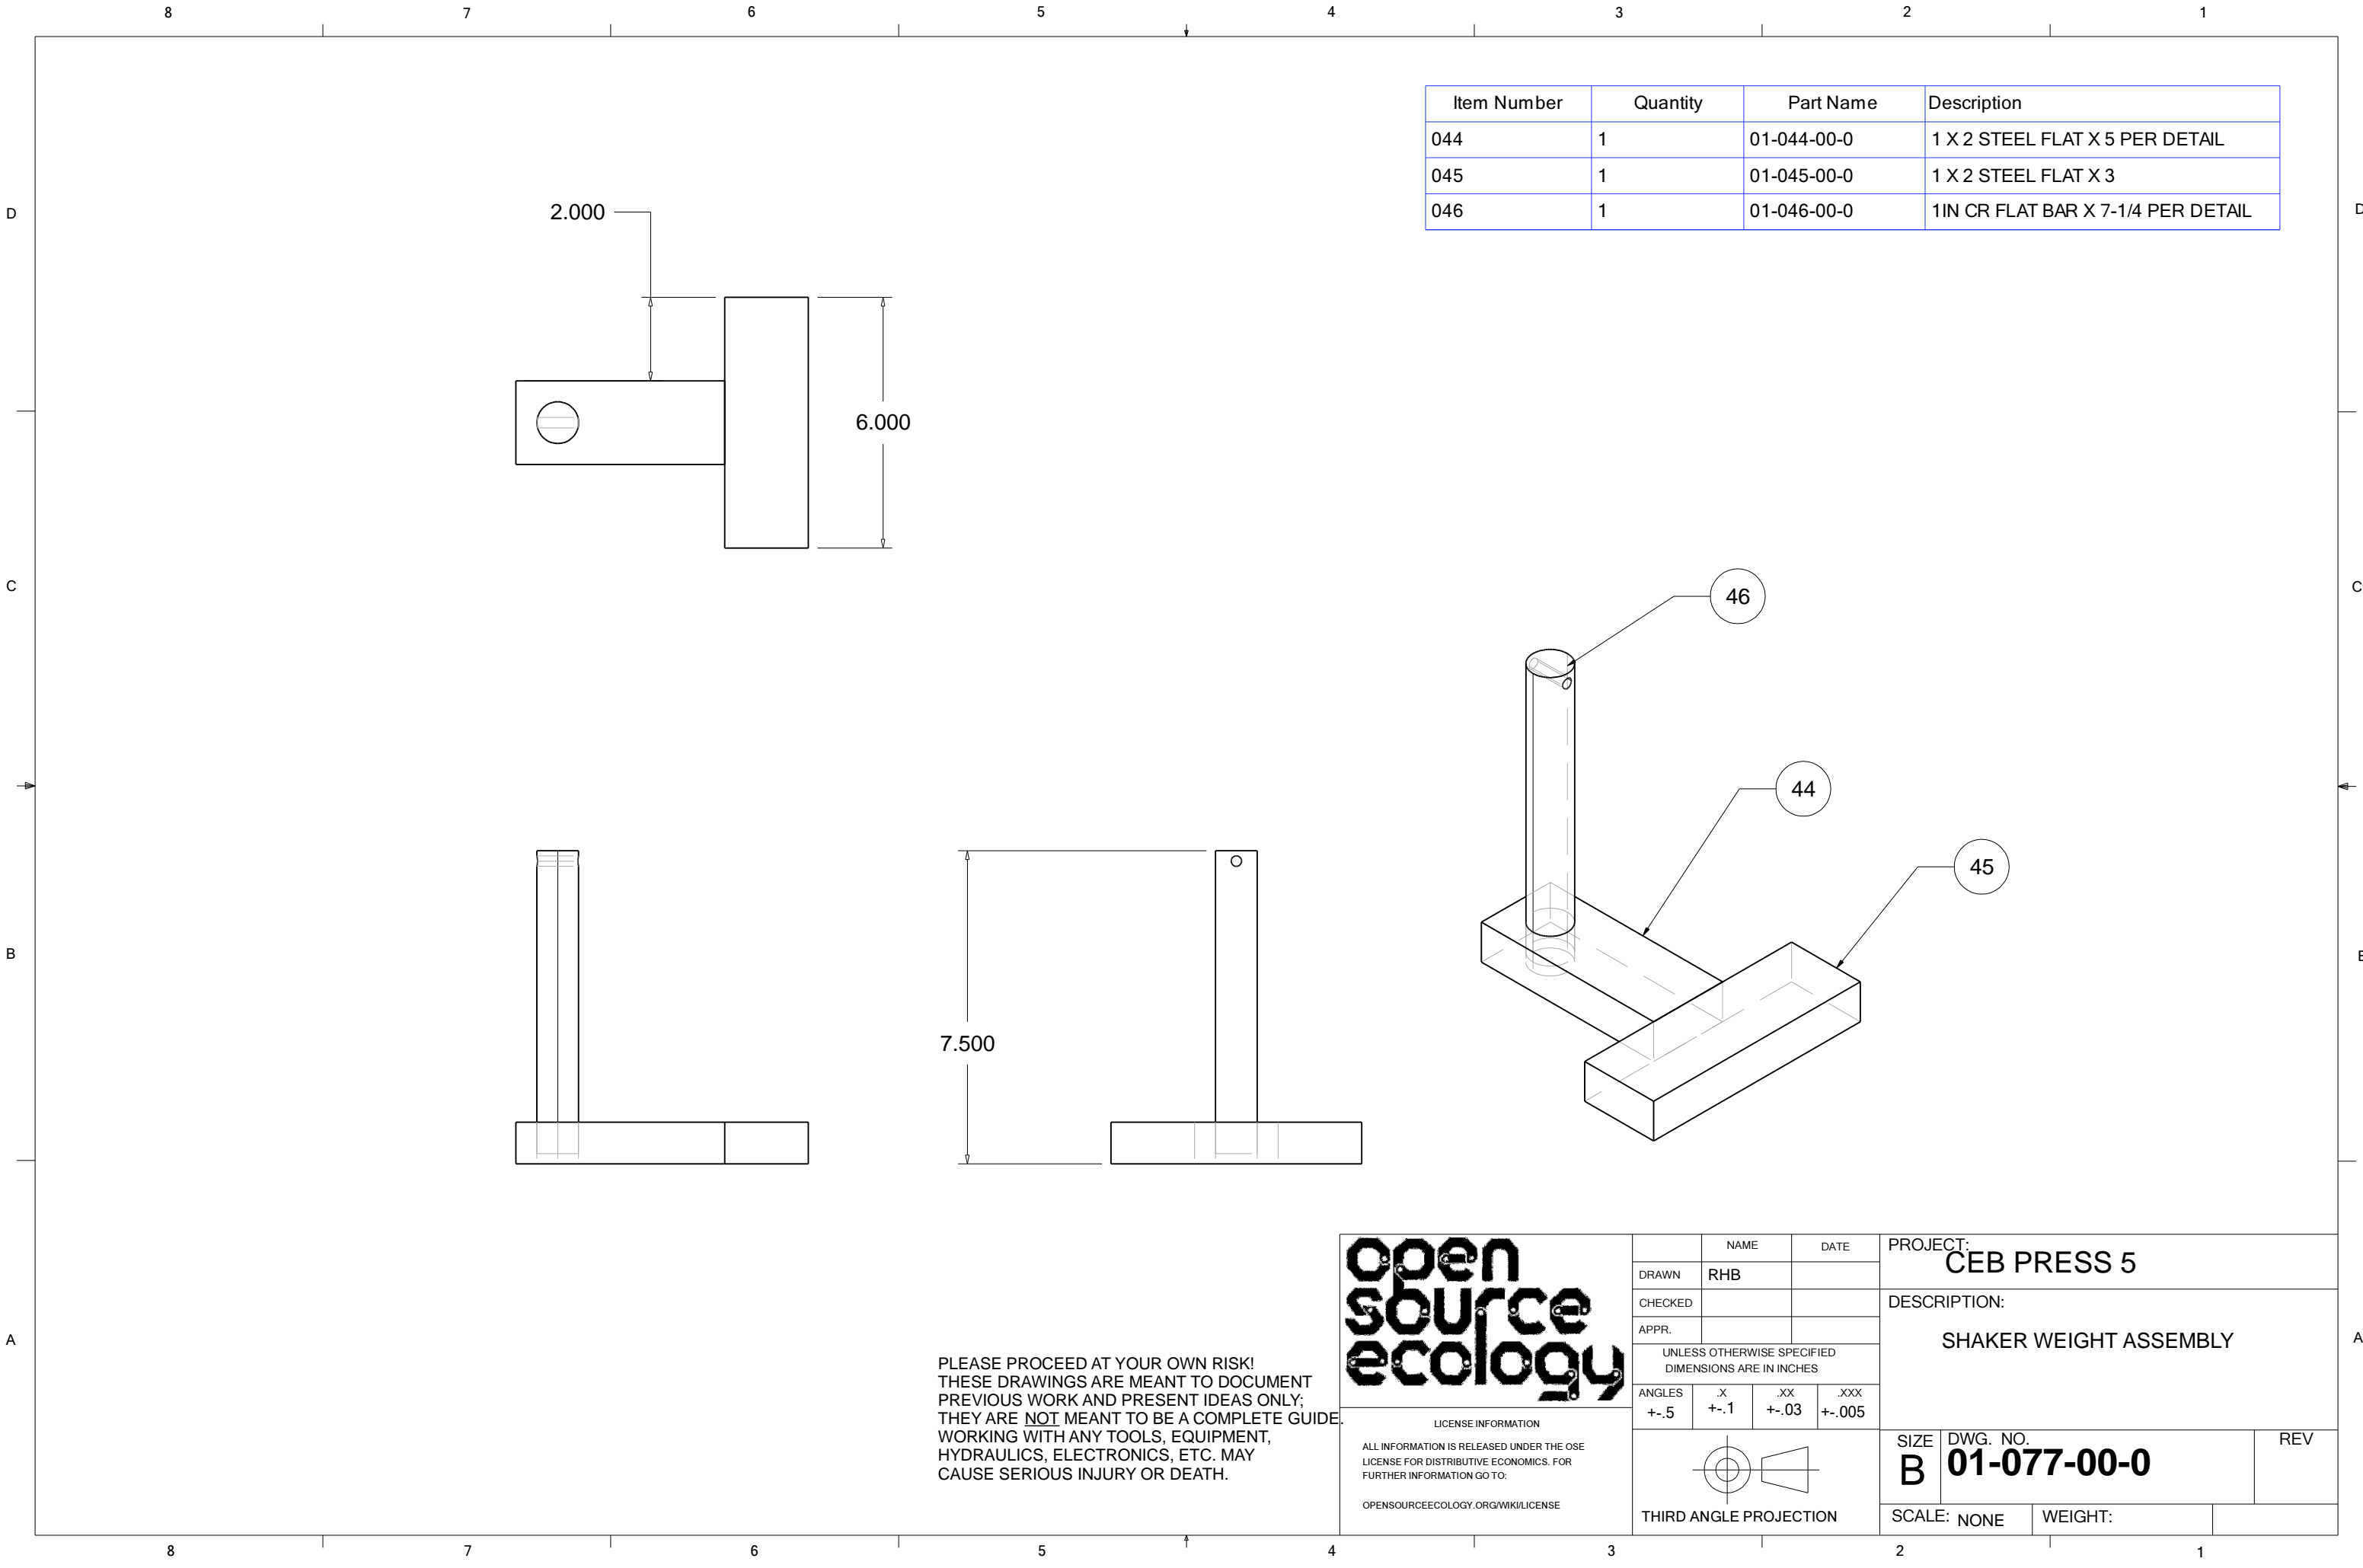 8 7 6 5 4 3 2 1
Item Number Quantity Part Name Description
044 1 01-044-00-0 1 X 2 STEEL FLAT X 5 PER DETAIL
045 1 01-045-00-0 1 X 2 STEEL FLAT X 3
046 1 01-046-00-0 1IN CR FLAT BAR X 7-1/4 PER DETAIL
D D
2.000
6.000
C C
46
44
45
B B
7.500
A A
PLEASE PROCEED AT YOUR OWN RISK!
THESE DRAWINGS ARE MEANT TO DOCUMENT
PREVIOUS WORK AND PRESENT IDEAS ONLY;
THEY ARE NOT MEANT TO BE A COMPLETE GUIDE.
WORKING WITH ANY TOOLS, EQUIPMENT,
HYDRAULICS, ELECTRONICS, ETC. MAY
CAUSE SERIOUS INJURY OR DEATH.
open
source
ecology
LICENSE INFORMATION
ALL INFORMATION IS RELEASED UNDER THE OSE
LICENSE FOR DISTRIBUTIVE ECONOMICS. FOR
FURTHER INFORMATION GO TO:
OPENSOURCEECOLOGY.ORG/WIKI/LICENSE
NAME DATE
DRAWN RHB
CHECKED
APPR.
UNLESS OTHERWISE SPECIFIED
DIMENSIONS ARE IN INCHES
ANGLES .X .XX .XXX
+-.5 +-.1 +-.03 +-.005
THIRD ANGLE PROJECTION
PROJECT:
CEB PRESS 5
DESCRIPTION:
SHAKER WEIGHT ASSEMBLY
SIZE DWG. NO. REV
B 01-077-00-0
SCALE: NONE WEIGHT:
8 7 6 5 4 3 2 1